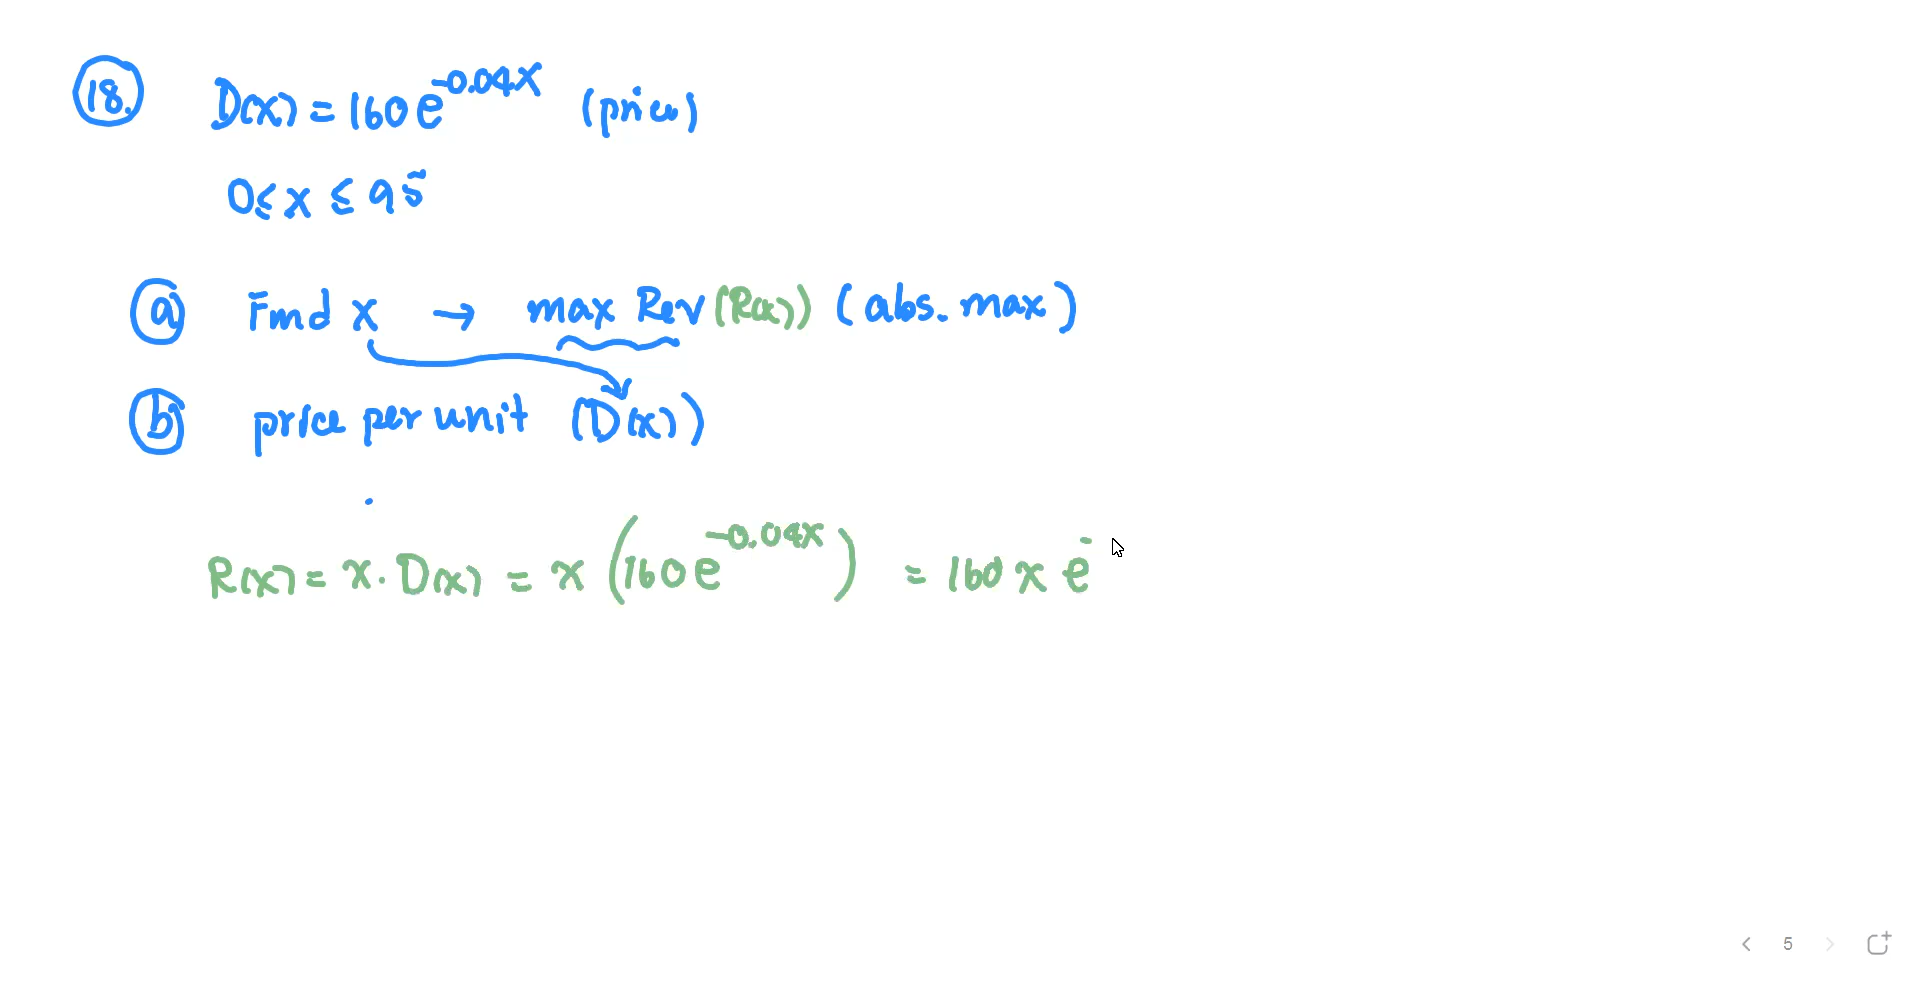 18. D(x) = 160e^{-0.04x} (price)
0 ≤ x ≤ 95
a Find x → max Rev (R(x)) (abs. max)
b price per unit (D(x))
R(x) = x · D(x) = x (160e^{-0.04x}) = 160 x e^{-}
5